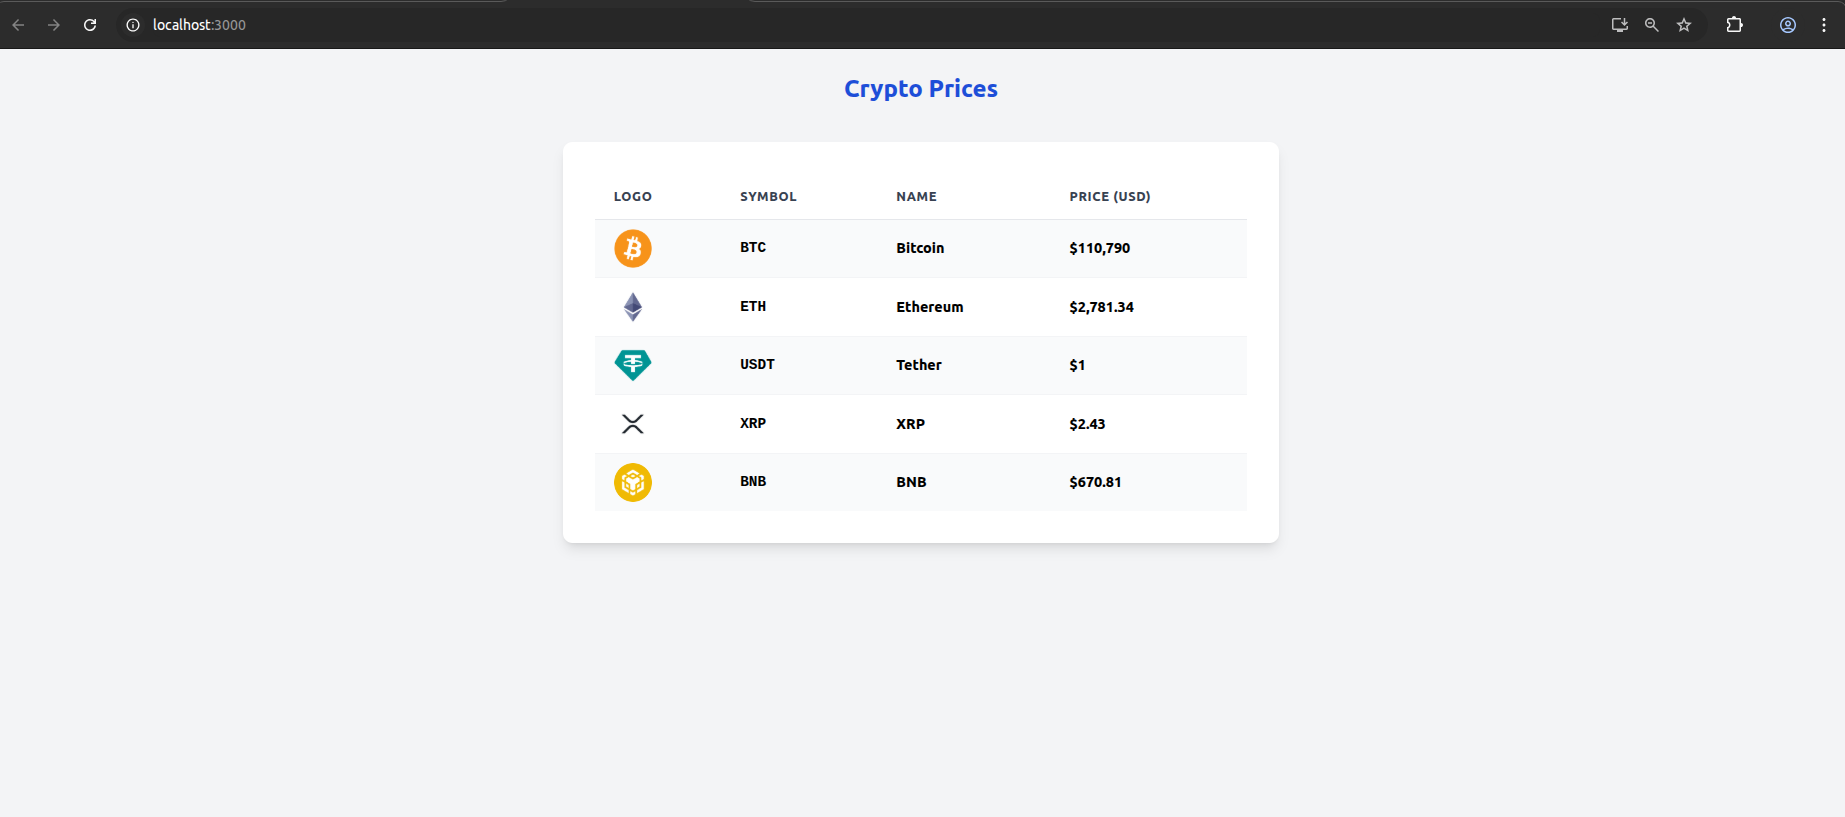 localhost:3000
Crypto Prices
LOGO SYMBOL NAME PRICE (USD)
BTC Bitcoin $110,790
ETH Ethereum $2,781.34
USDT Tether $1
XRP XRP $2.43
BNB BNB $670.81